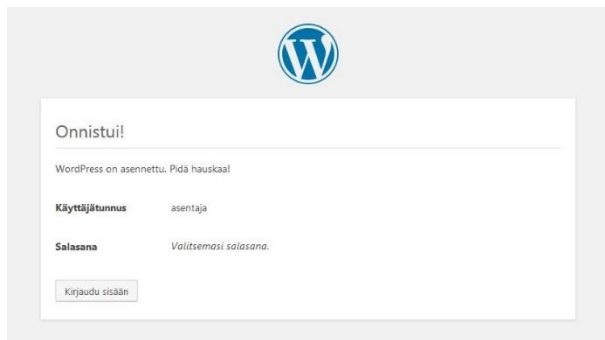 Onnistui!
WordPress on asennettu. Pidä hauskaa!
Käyttäjätunnus asentaja
Salasana Valitsemasi salasana.
Kirjaudu sisään